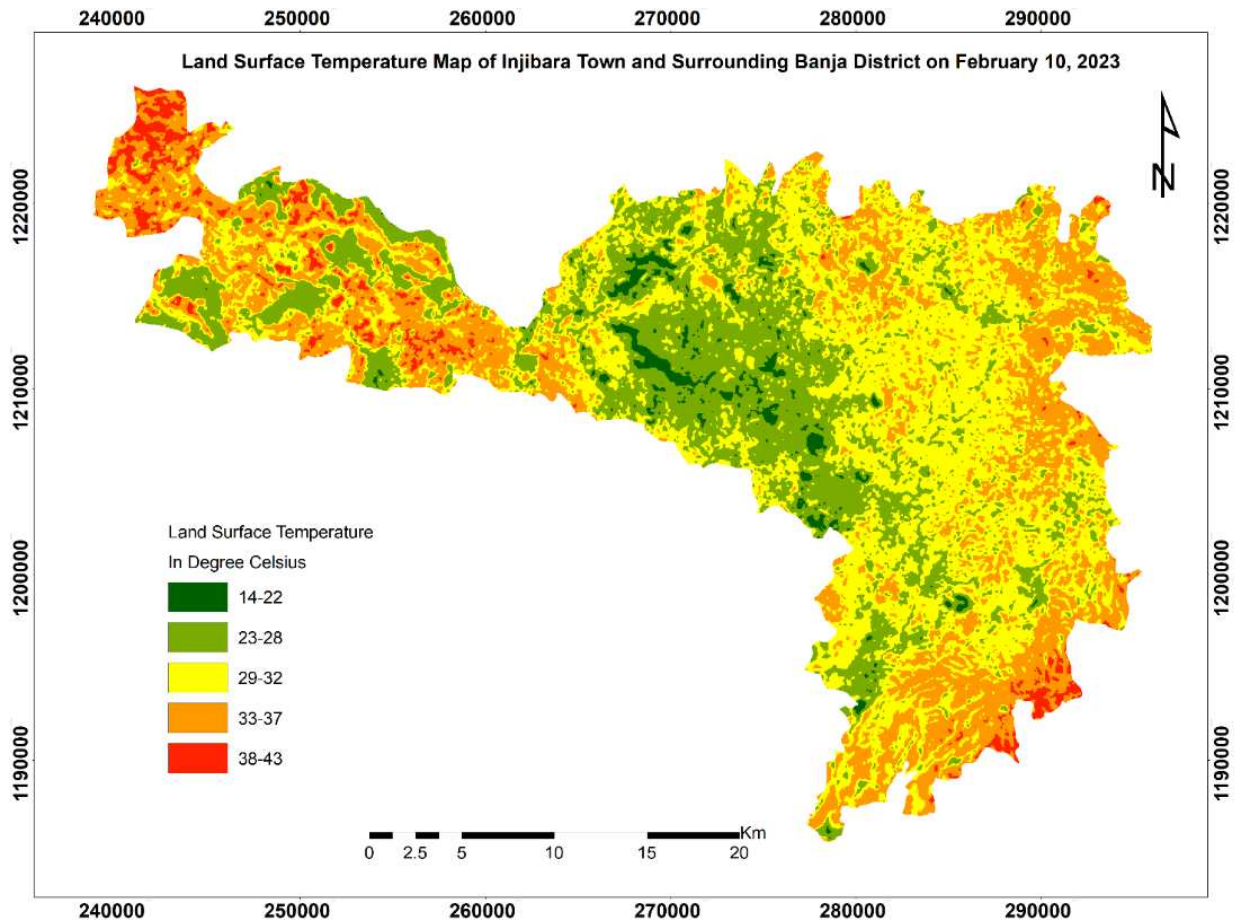 240000 250000 260000 270000 280000 290000
Land Surface Temperature Map of Injibara Town and Surrounding Banja District on February 10, 2023
N
1220000 1220000
1210000 1210000
Land Surface Temperature
In Degree Celsius
1200000 1200000
14-22
23-28
29-32
33-37
38-43
1190000 1190000
Km
0 2.5 5 10 15 20
240000 250000 260000 270000 280000 290000